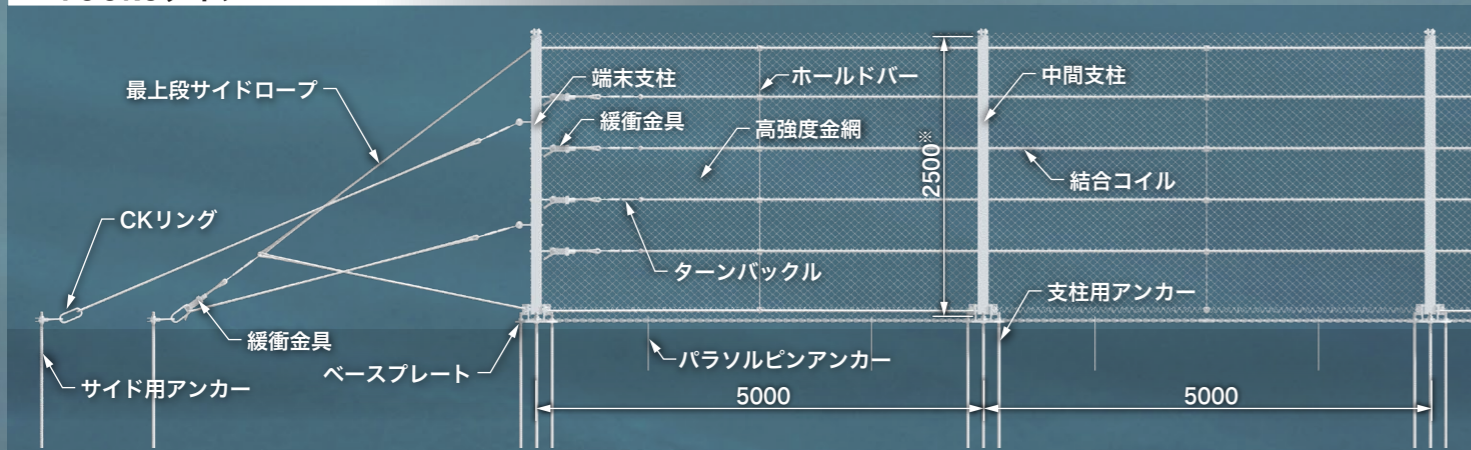 最上段サイドロープ
端末支柱
ホールドバー
中間支柱
緩衝金具
高強度金網
2500※
結合コイル
CKリング
ターンバックル
支柱用アンカー
緩衝金具
ベースプレート
パラソルピンアンカー
サイド用アンカー
5000
5000